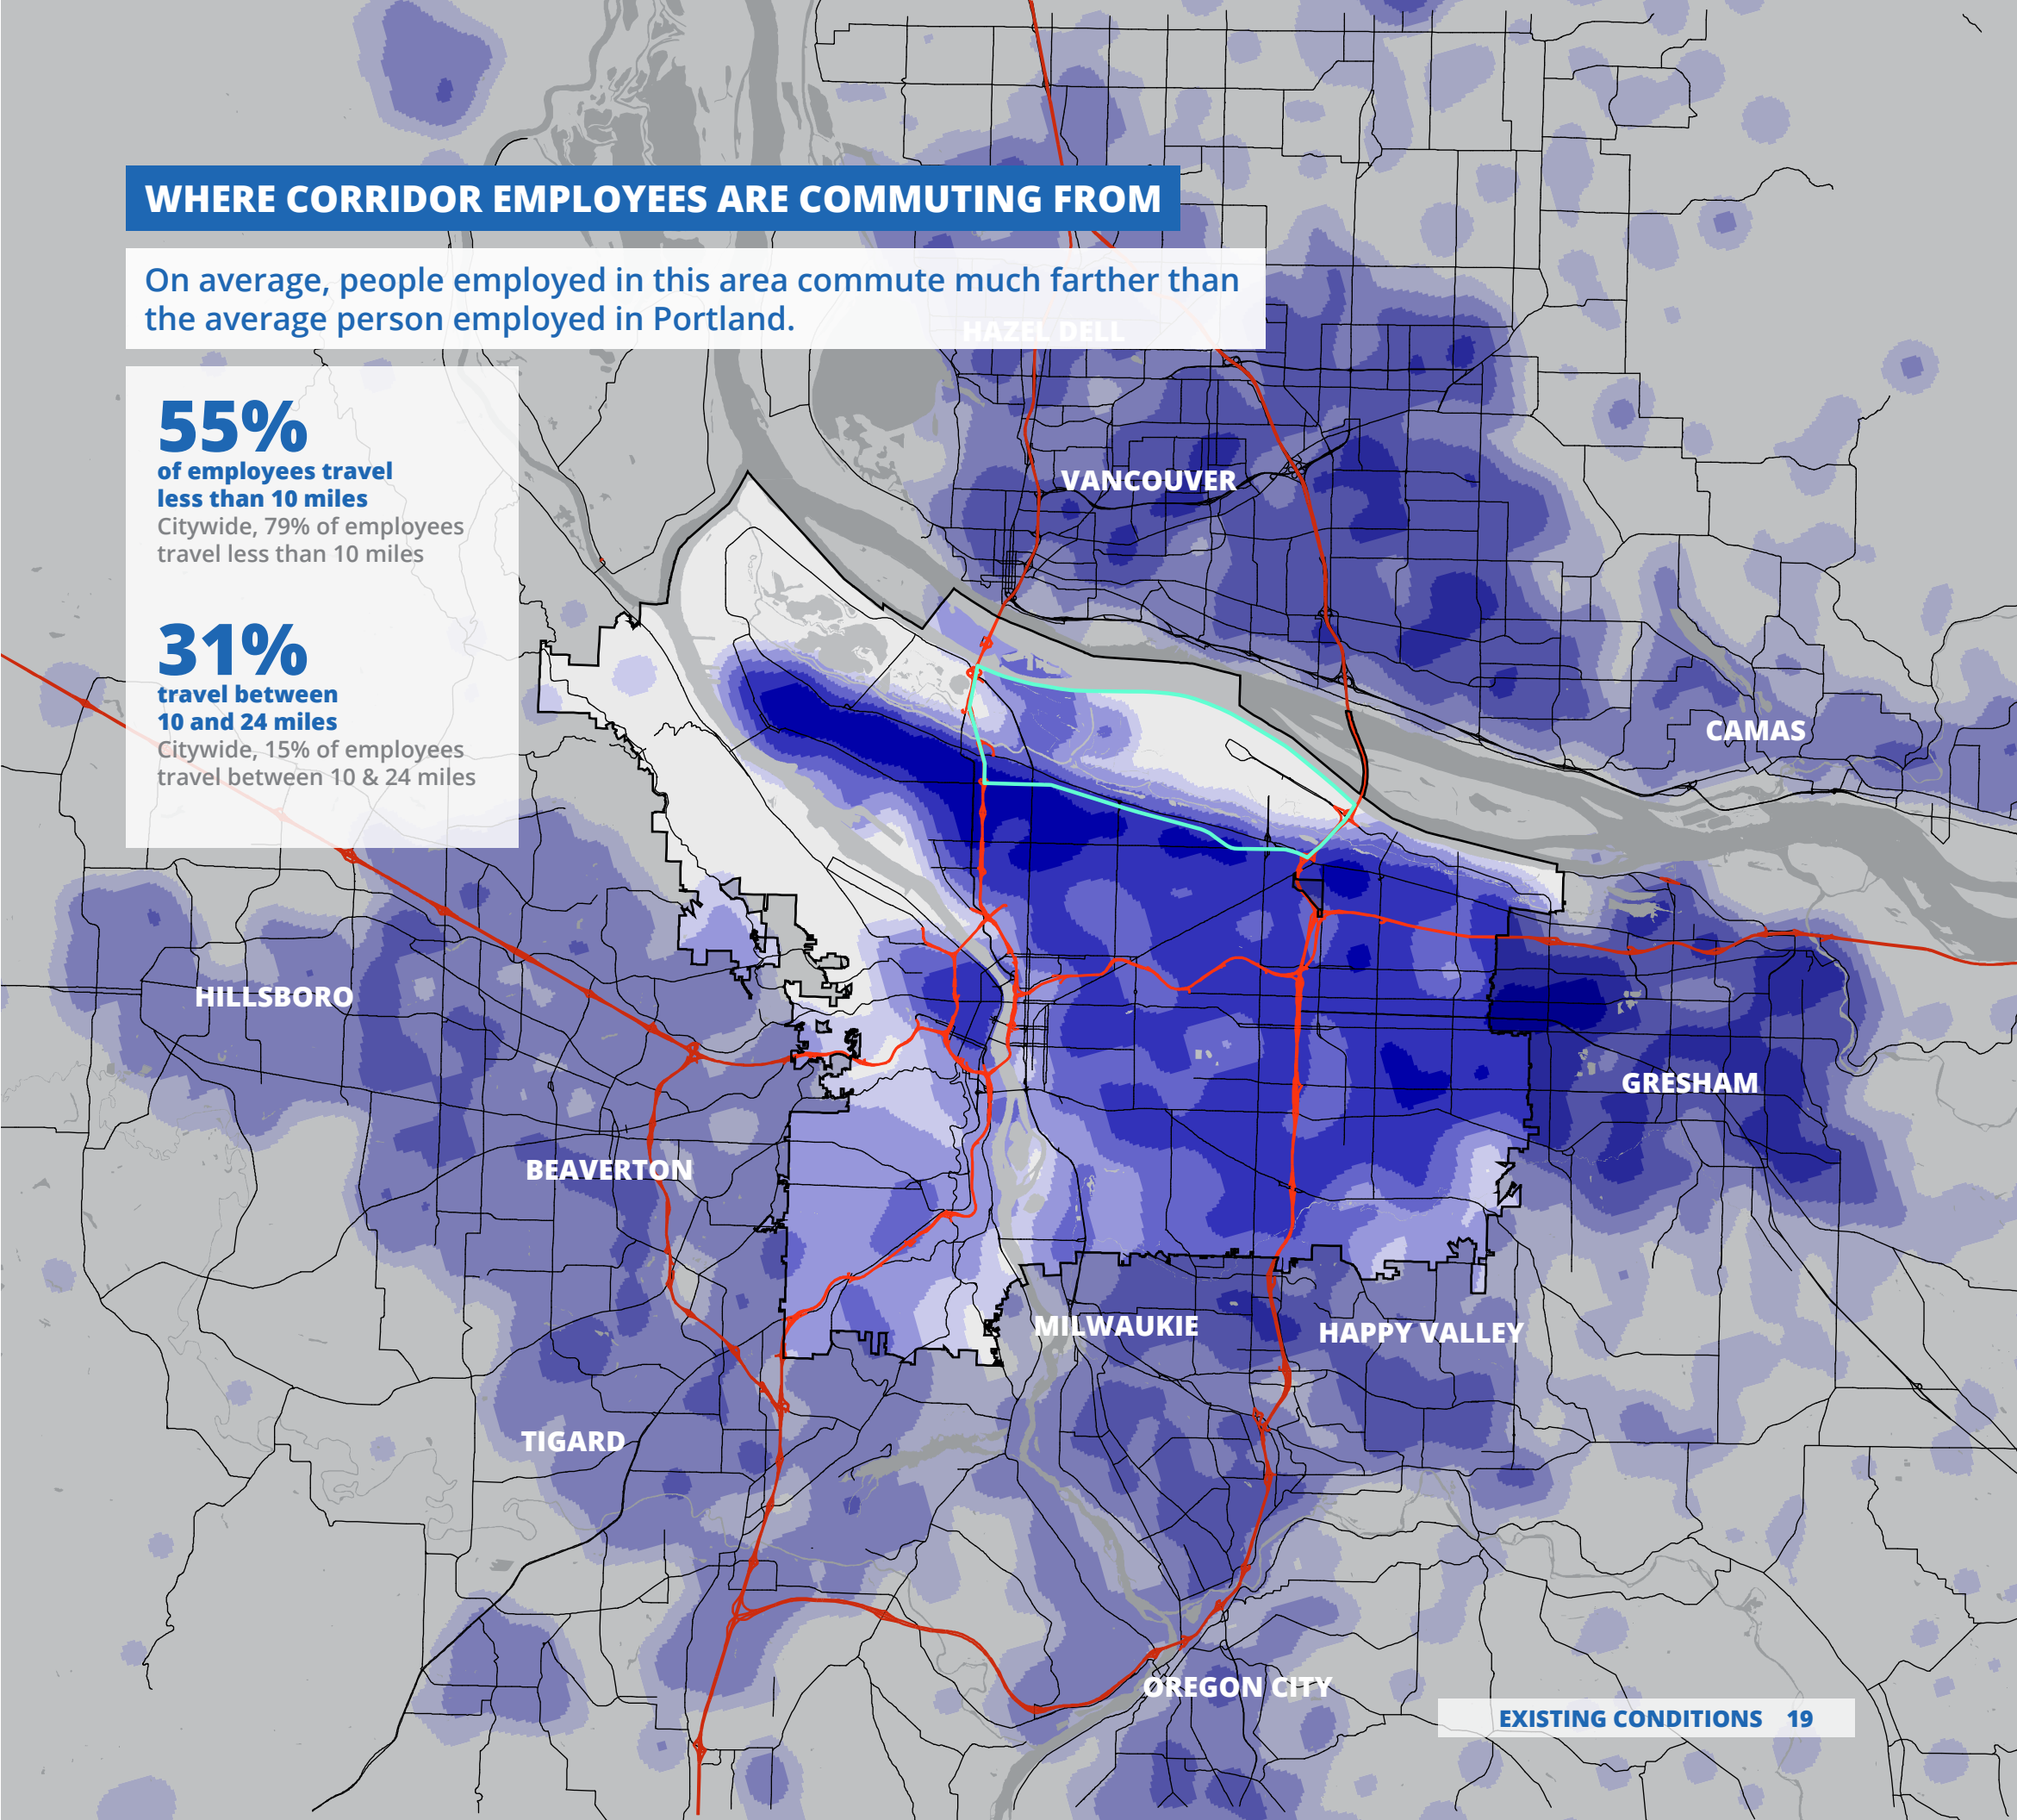 WHERE CORRIDOR EMPLOYEES ARE COMMUTING FROM
On average, people employed in this area commute much farther than
the average person employed in Portland.
HAZEL DELL
55%
of employees travel
less than 10 miles
Citywide, 79% of employees
travel less than 10 miles
31%
travel between
10 and 24 miles
Citywide, 15% of employees
travel between 10 & 24 miles
VANCOUVER
CAMAS
HILLSBORO
GRESHAM
BEAVERTON
MILWAUKIE
HAPPY VALLEY
TIGARD
OREGON CITY
EXISTING CONDITIONS 19